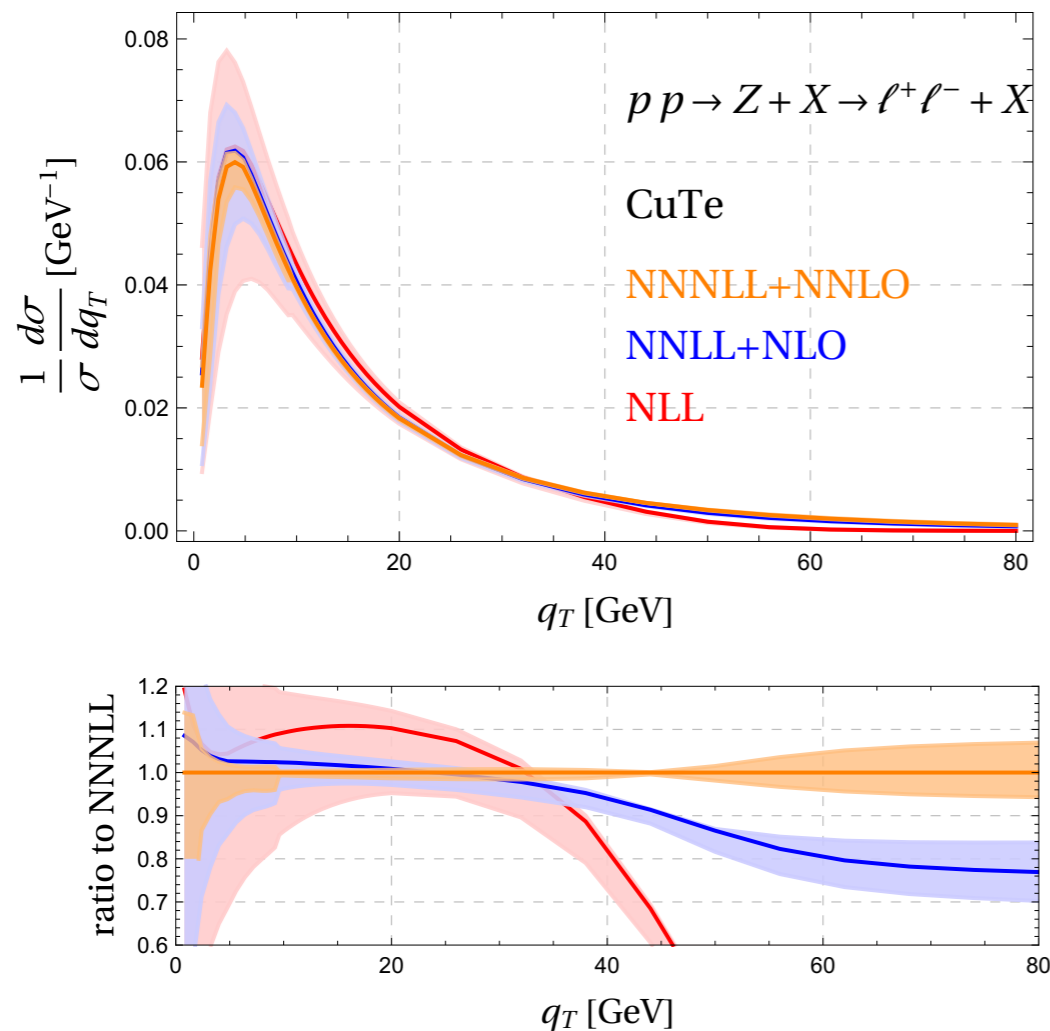 0.08
0.06
0.04
0.02
0.00
1/σ dσ/dq_T [GeV⁻¹]
p p → Z + X → ℓ⁺ ℓ⁻ + X
CuTe
NNNLL+NNLO
NNLL+NLO
NLL
0 20 40 60 80
q_T [GeV]
1.2
1.1
1.0
0.9
0.8
0.7
0.6
ratio to NNNLL
0 20 40 60 80
q_T [GeV]